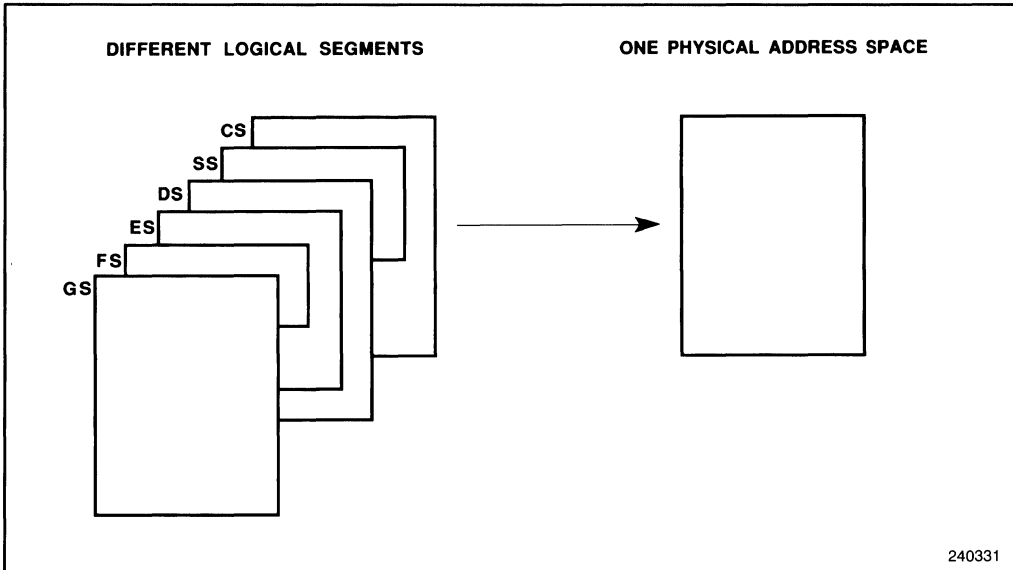 DIFFERENT LOGICAL SEGMENTS
ONE PHYSICAL ADDRESS SPACE
CS
SS
DS
ES
FS
GS
240331